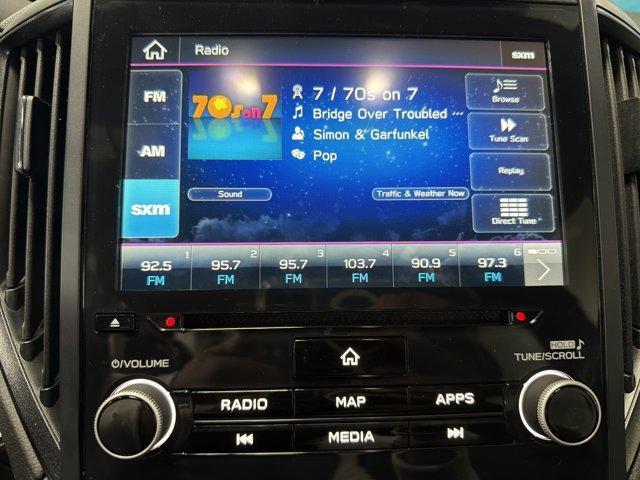 Radio
sxm
FM
AM
sxm
70s on 7
7 / 70s on 7
Bridge Over Troubled ...
Simon & Garfunkel
Pop
Sound
Traffic & Weather Now
Browse
Tune Scan
Replay
Direct Tune
1 2 3 4 5 6
92.5 95.7 95.7 103.7 90.9 97.3
FM FM FM FM FM FM
/VOLUME
HOLD
TUNE/SCROLL
RADIO MAP APPS
MEDIA